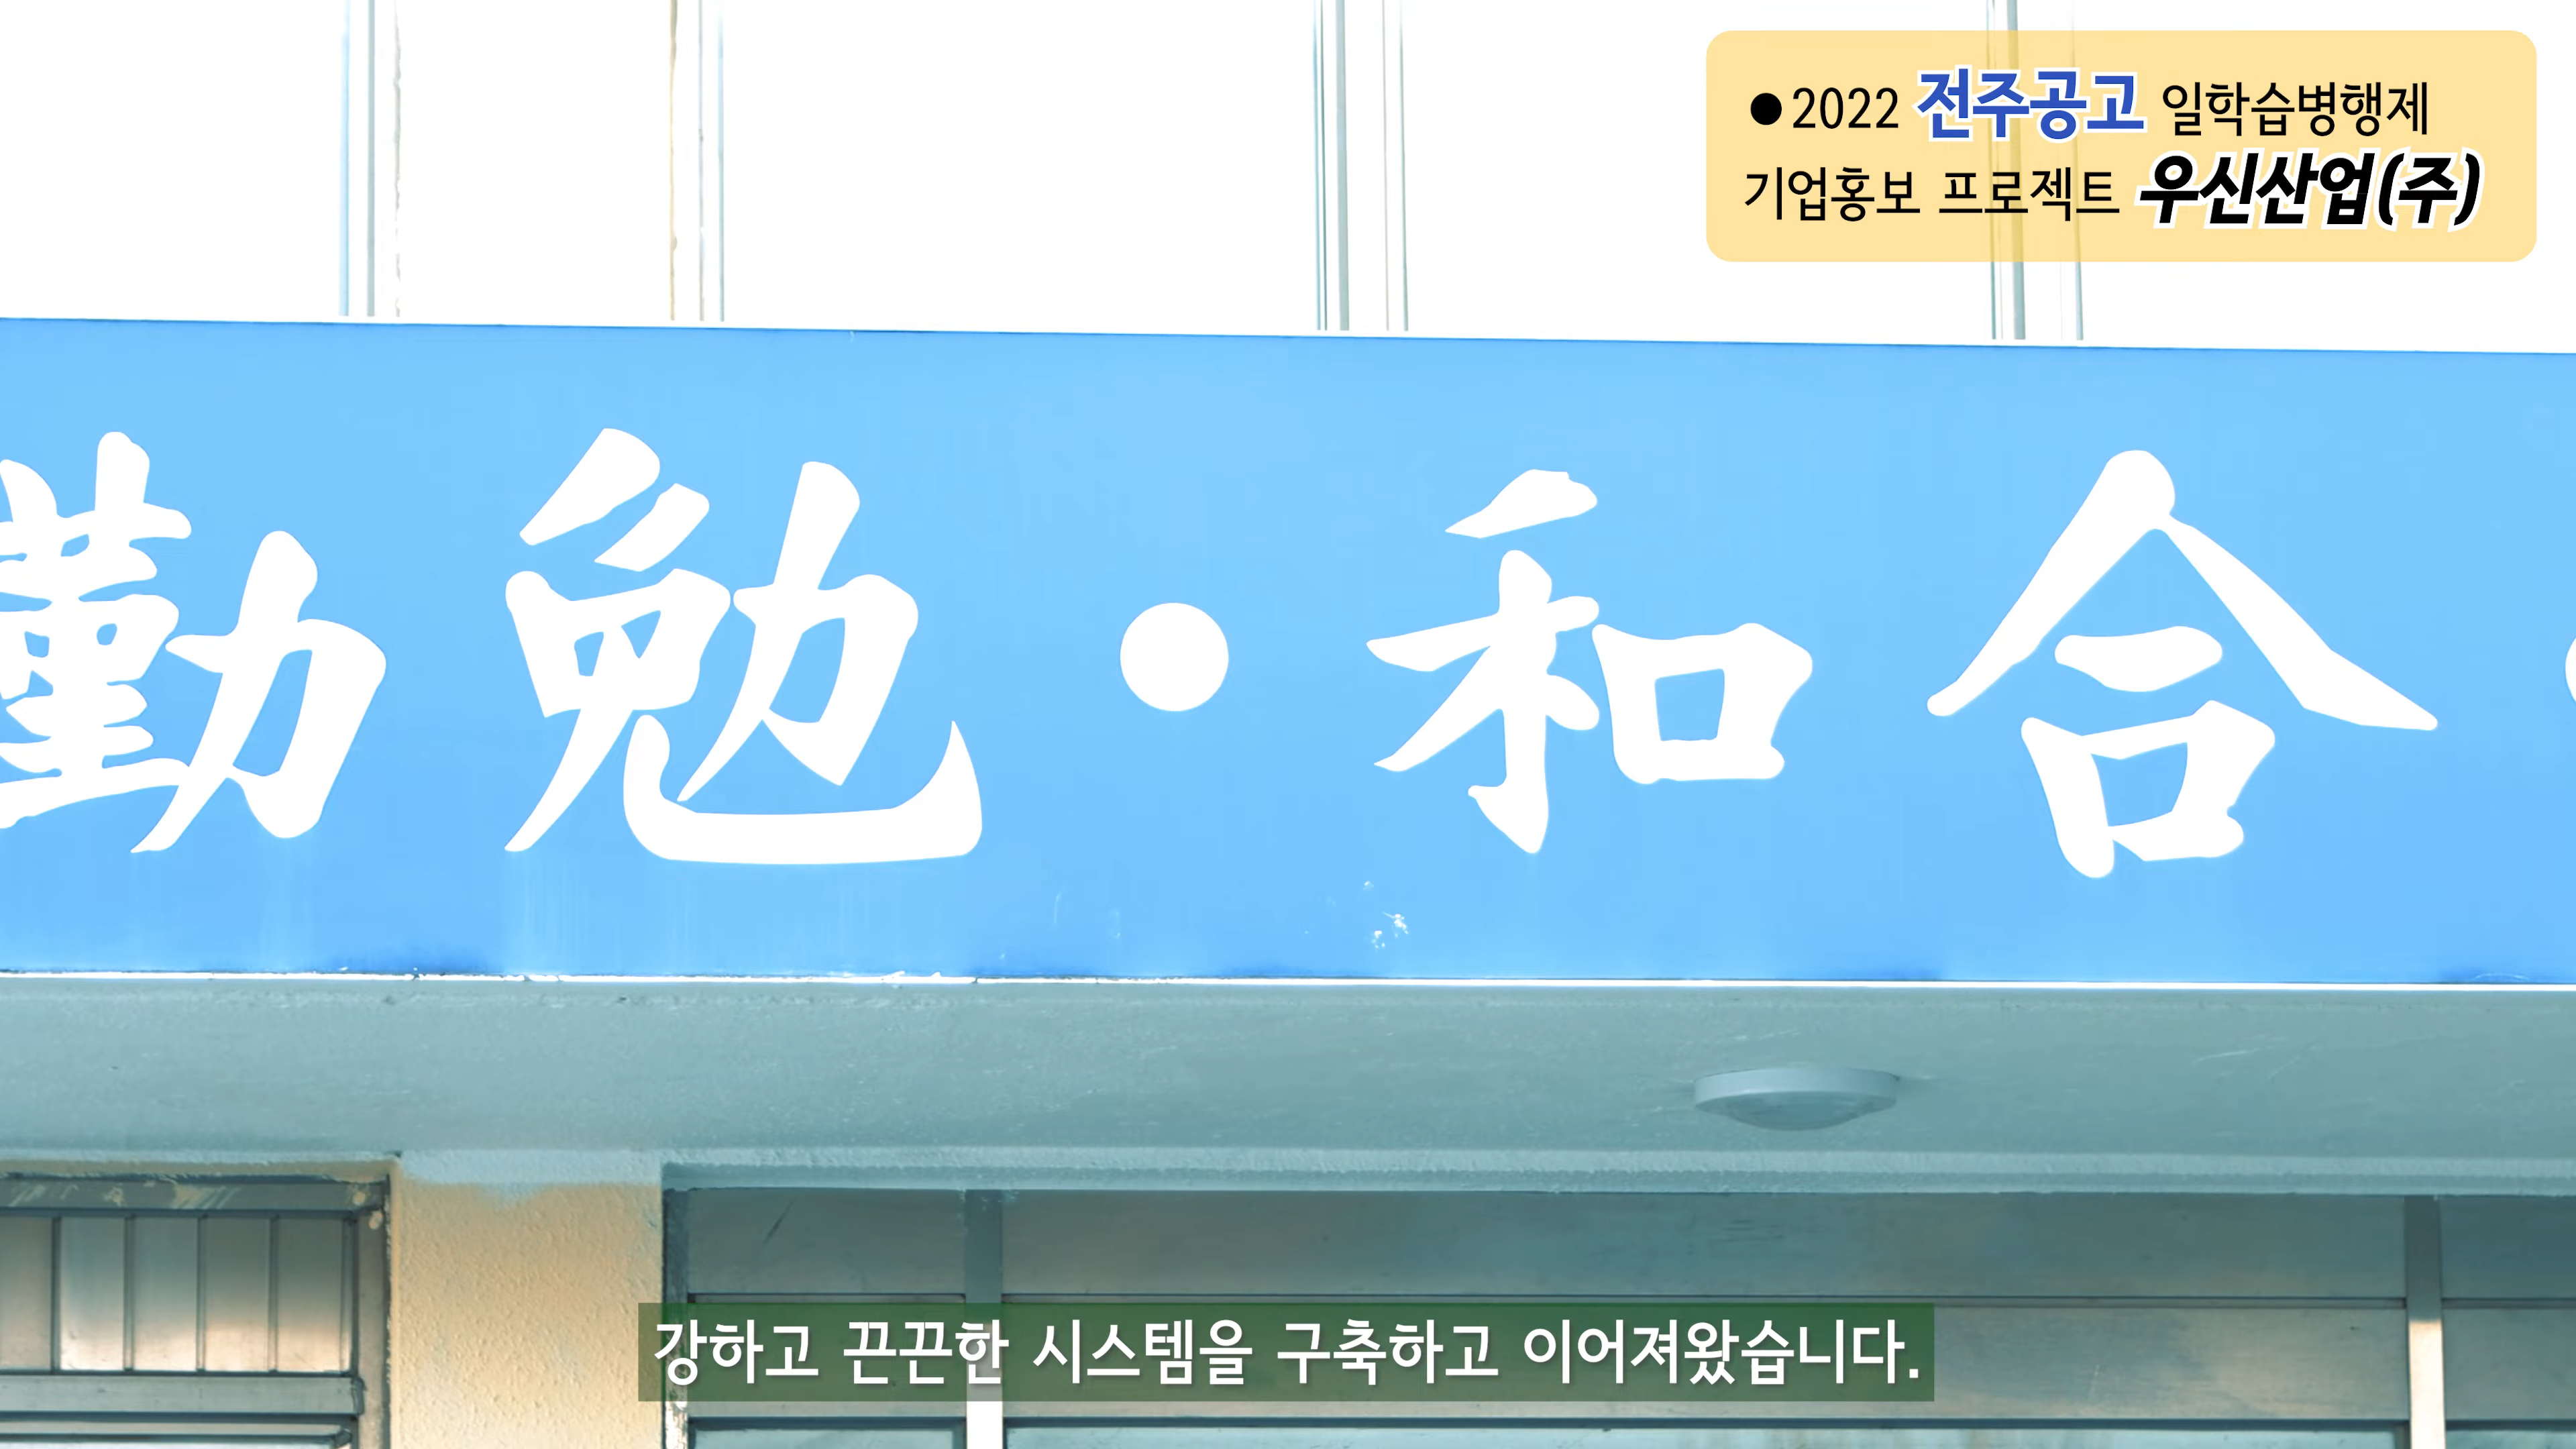 ●2022 전주공고 일학습병행제
기업홍보 프로젝트 우신산업(주)
勤勉·和合
강하고 끈끈한 시스템을 구축하고 이어져왔습니다.